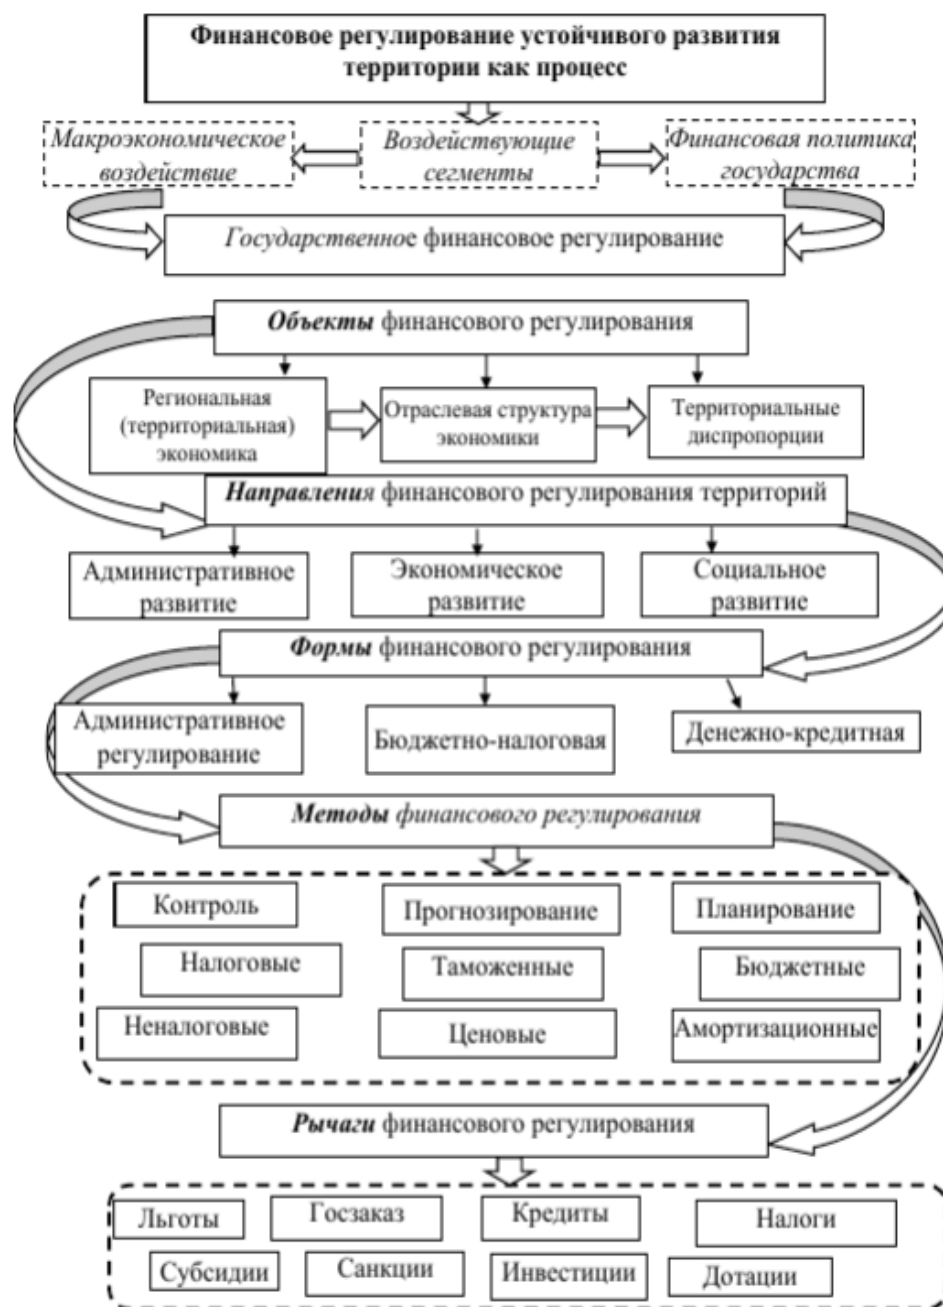 Финансовое регулирование устойчивого развития
территории как процесс
Макроэкономическое
воздействие
Воздействующие
сегменты
Финансовая политика
государства
Государственное финансовое регулирование
Объекты финансового регулирования
Региональная
(территориальная)
экономика
Отраслевая структура
экономики
Территориальные
диспропорции
Направления финансового регулирования территорий
Административное
развитие
Экономическое
развитие
Социальное
развитие
Формы финансового регулирования
Административное
регулирование
Бюджетно-налоговая
Денежно-кредитная
Методы финансового регулирования
Контроль
Прогнозирование
Планирование
Налоговые
Таможенные
Бюджетные
Неналоговые
Ценовые
Амортизационные
Рычаги финансового регулирования
Льготы
Госзаказ
Кредиты
Налоги
Субсидии
Санкции
Инвестиции
Дотации